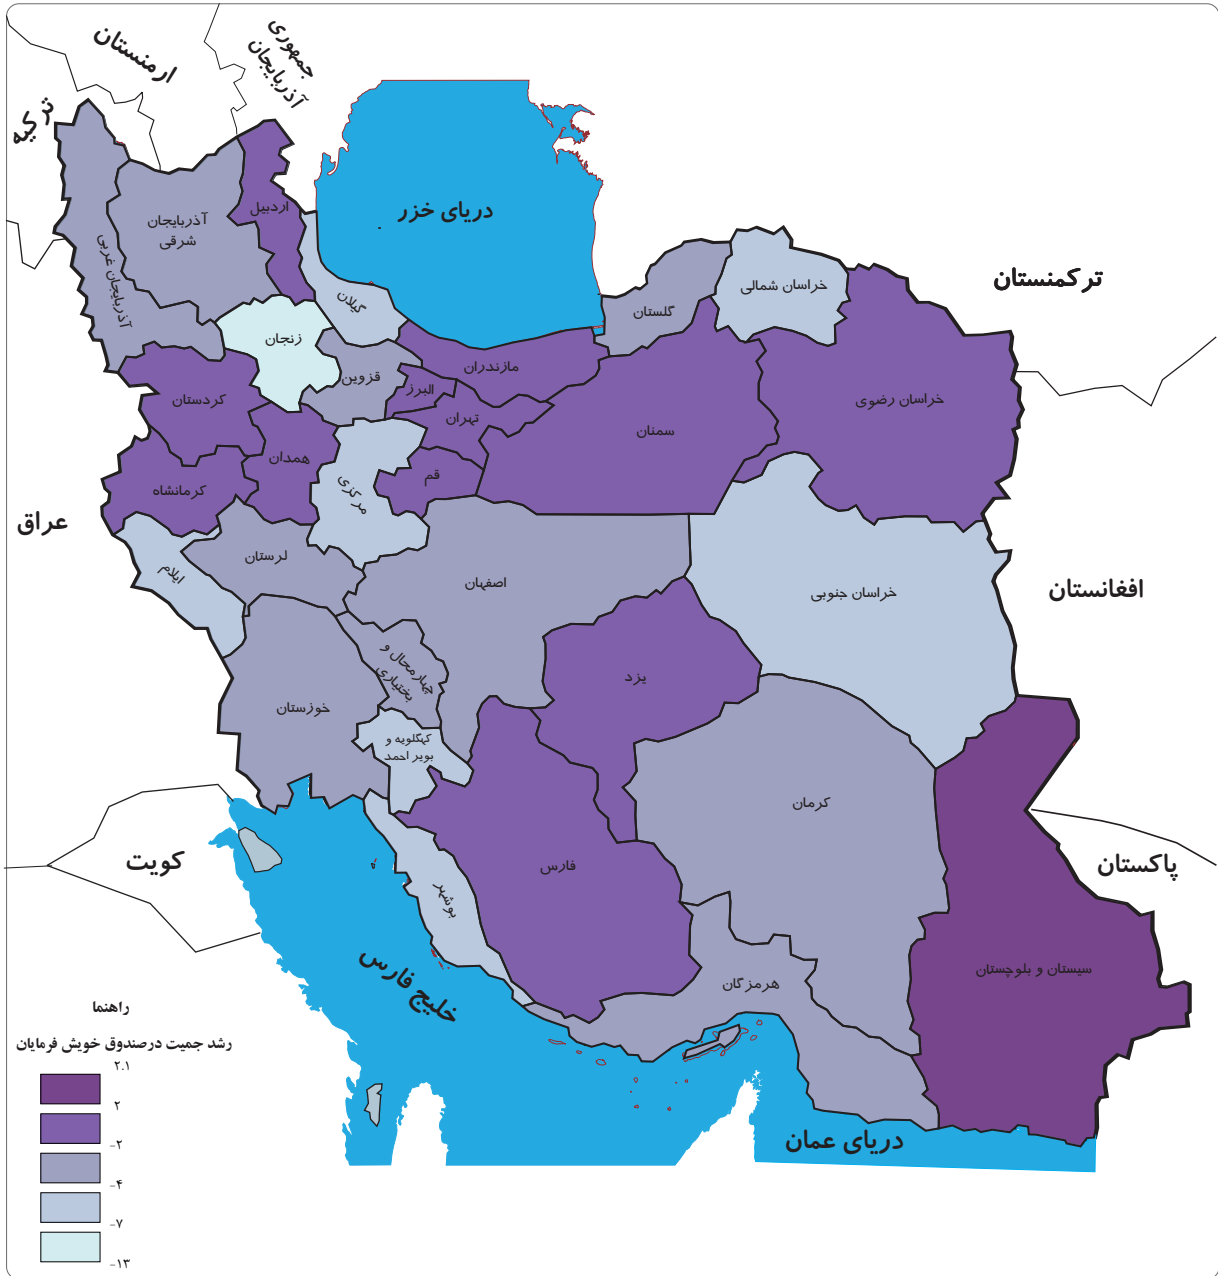 ارمنستان
جمهوری
آذربایجان
ترکیه
دریای خزر
ترکمنستان
اردبیل
آذربایجان
شرقی
آذربایجان غربی
گیلان
زنجان
گلستان
خراسان شمالی
قزوین
البرز
مازندران
تهران
کردستان
خراسان رضوی
سمنان
همدان
قم
مرکزی
کرمانشاه
عراق
ایلام
لرستان
اصفهان
خراسان جنوبی
افغانستان
چهارمحال و
بختیاری
یزد
خوزستان
کهگلویه و
بویر احمد
کرمان
فارس
کویت
پاکستان
بوشهر
خلیج فارس
هرمزگان
سیستان و بلوچستان
دریای عمان
راهنما
رشد جمیت درصندوق خویش فرمایان
۲.۱
۲
-۲
-۴
-۷
-۱۳